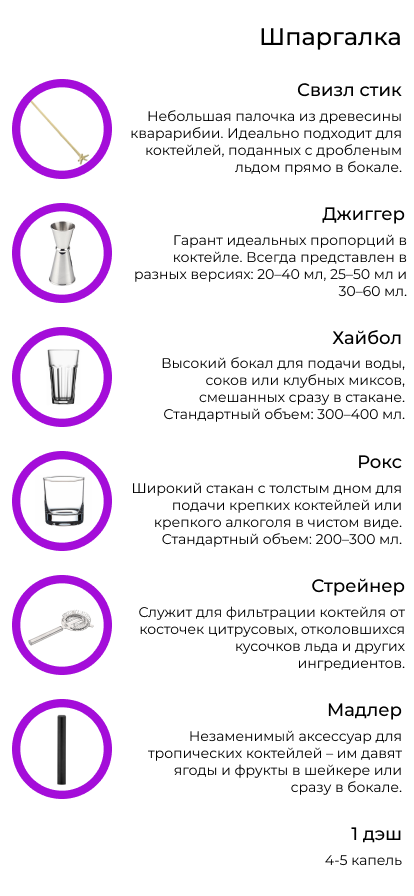 Шпаргалка
Свизл стик
Небольшая палочка из древесины
кварарибии. Идеально подходит для
коктейлей, поданных с дробленым
льдом прямо в бокале.
Джиггер
Гарант идеальных пропорций в
коктейле. Всегда представлен в
разных версиях: 20–40 мл, 25–50 мл и
30–60 мл.
Хайбол
Высокий бокал для подачи воды,
соков или клубных миксов,
смешанных сразу в стакане.
Стандартный объем: 300–400 мл.
Рокс
Широкий стакан с толстым дном для
подачи крепких коктейлей или
крепкого алкоголя в чистом виде.
Стандартный объем: 200–300 мл.
Стрейнер
Служит для фильтрации коктейля от
косточек цитрусовых, отколовшихся
кусочков льда и других
ингредиентов.
Мадлер
Незаменимый аксессуар для
тропических коктейлей – им давят
ягоды и фрукты в шейкере или
сразу в бокале.
1 дэш
4-5 капель